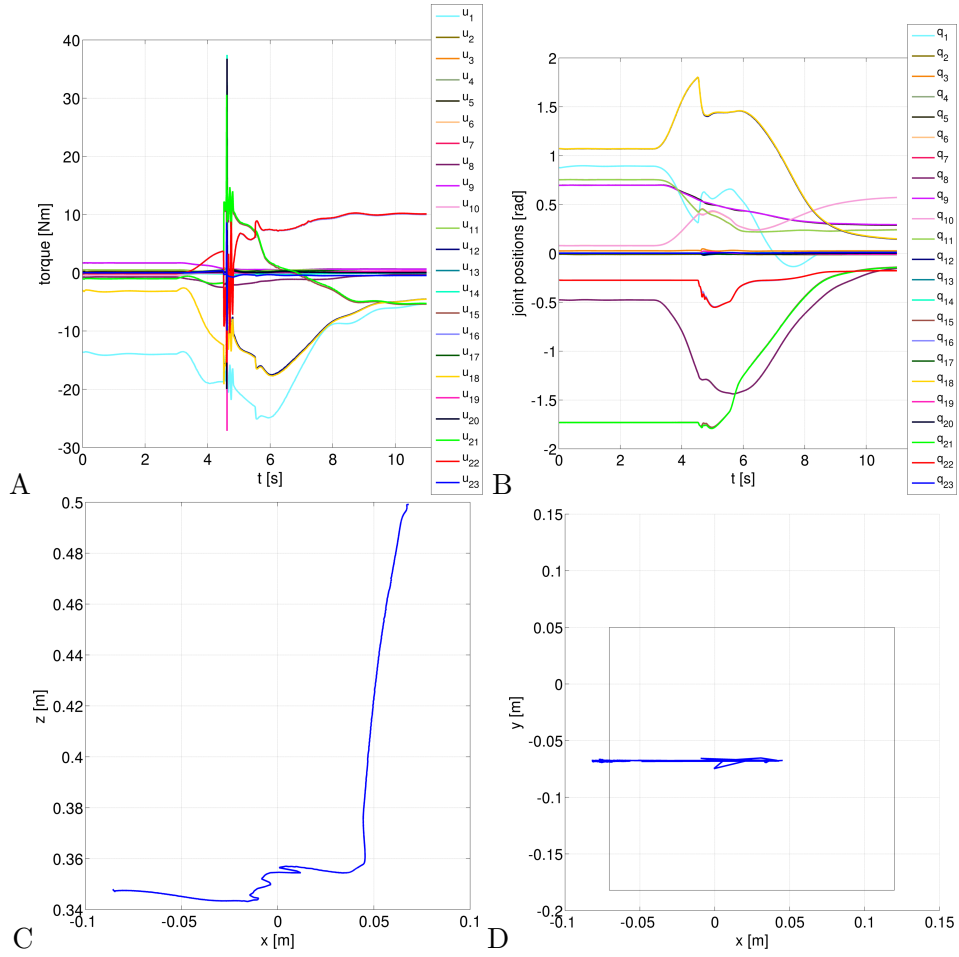 40
30
20
10
0
-10
-20
-30
0 2 4 6 8 10
torque [Nm]
t [s]
u1
u2
u3
u4
u5
u6
u7
u8
u9
u10
u11
u12
u13
u14
u15
u16
u17
u18
u19
u20
u21
u22
u23
A
2
1.5
1
0.5
0
-0.5
-1
-1.5
-2
0 2 4 6 8 10
joint positions [rad]
t [s]
q1
q2
q3
q4
q5
q6
q7
q8
q9
q10
q11
q12
q13
q14
q15
q16
q17
q18
q19
q20
q21
q22
q23
B
0.5
0.48
0.46
0.44
0.42
0.4
0.38
0.36
0.34
-0.1 -0.05 0 0.05 0.1
z [m]
x [m]
C
0.15
0.1
0.05
0
-0.05
-0.1
-0.15
-0.2
-0.1 -0.05 0 0.05 0.1 0.15
y [m]
x [m]
D